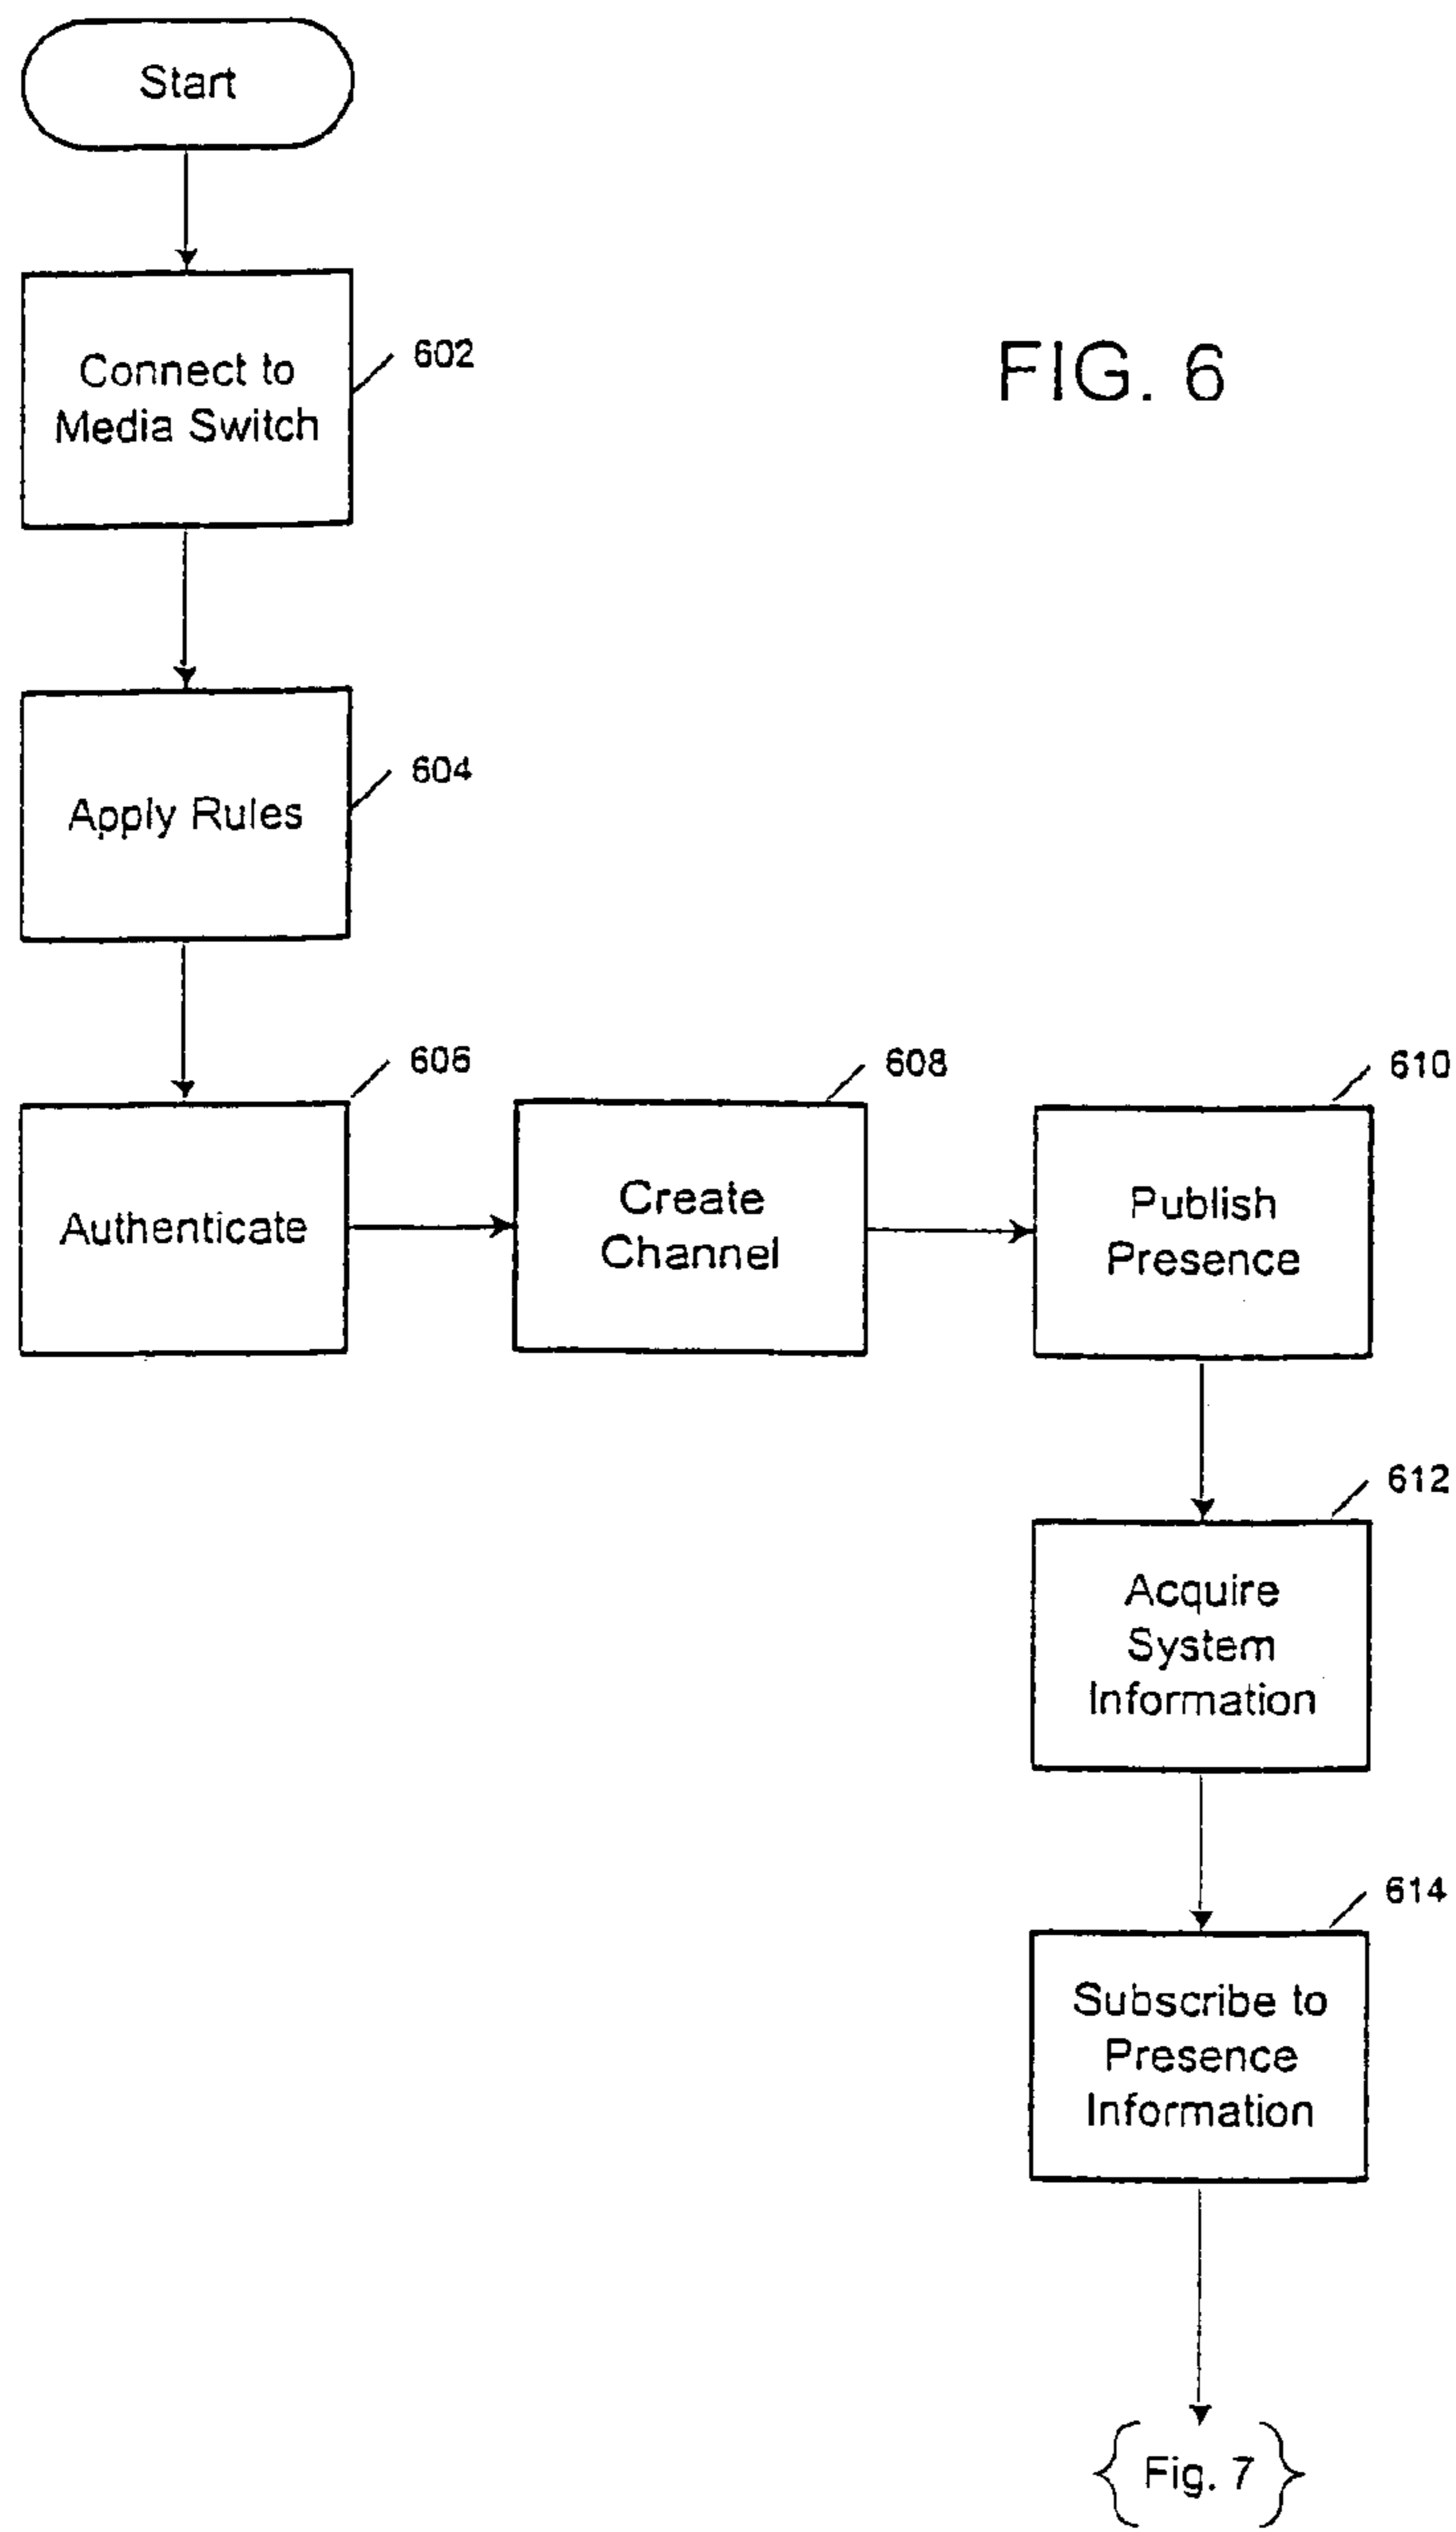 Start
Connect to
Media Switch
602
FIG. 6
Apply Rules
604
Authenticate
606
Create
Channel
608
Publish
Presence
610
Acquire
System
Information
612
Subscribe to
Presence
Information
614
{Fig. 7}